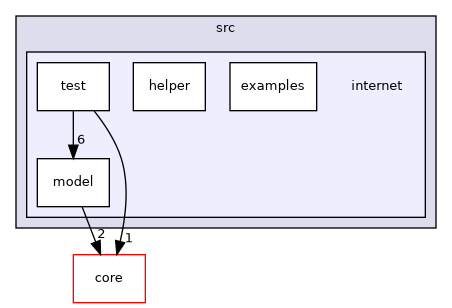 src
test
helper
examples
internet
6
model
2
1
core